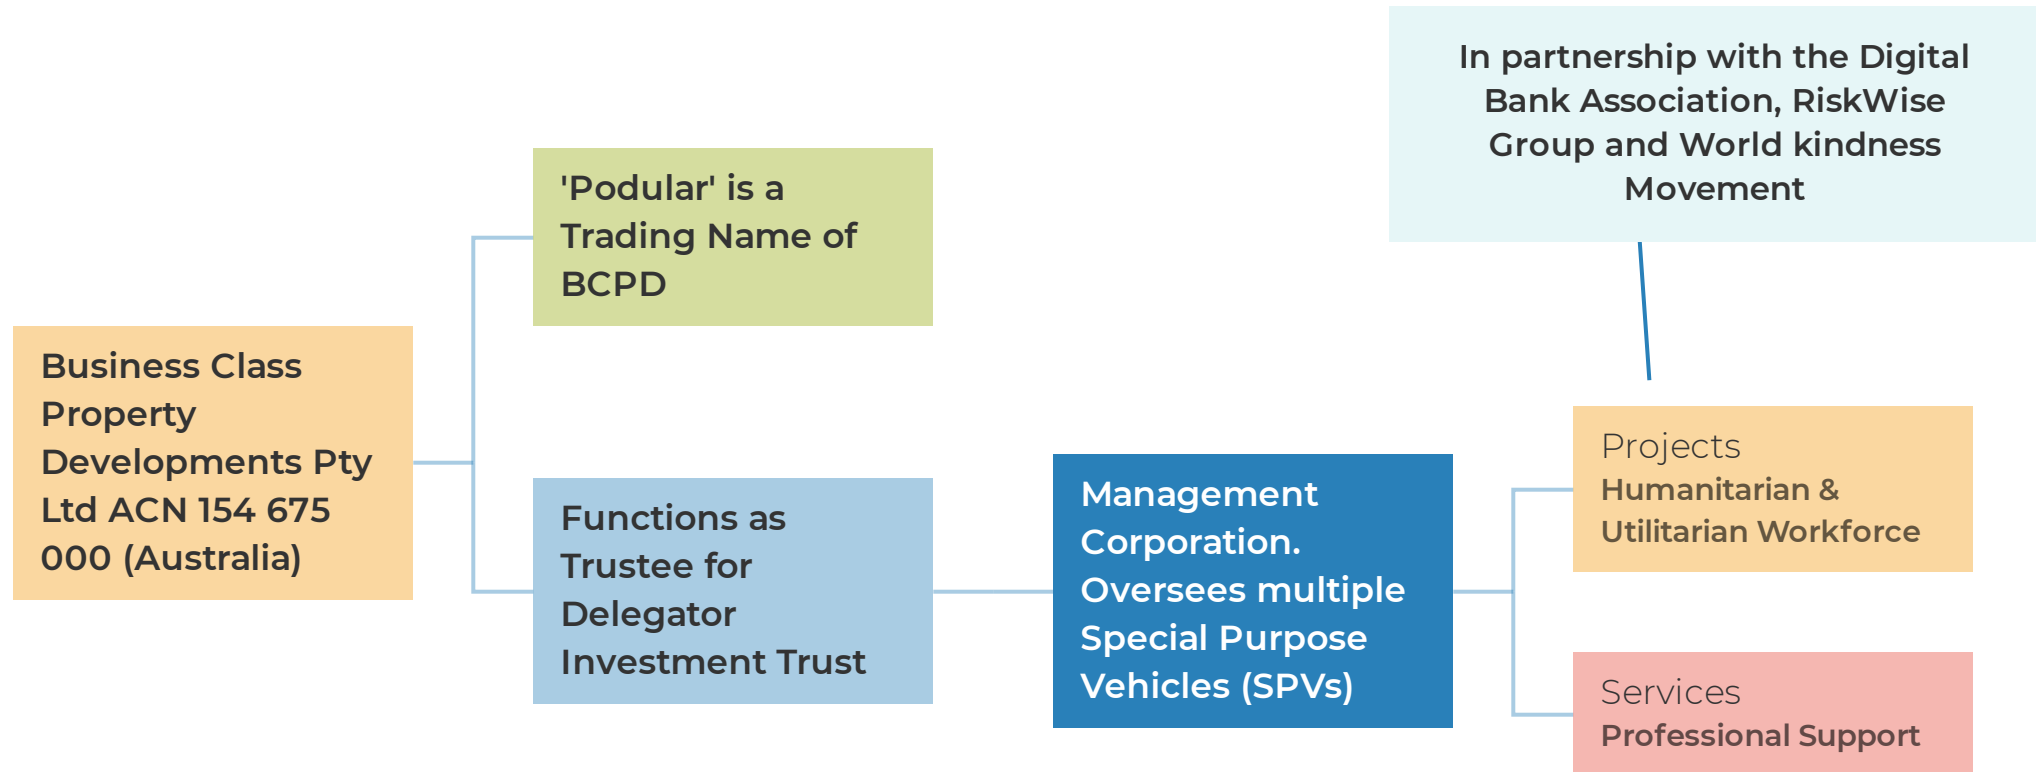 In partnership with the Digital
Bank Association, RiskWise
Group and World kindness
Movement
'Podular' is a
Trading Name of
BCPD
Business Class
Property
Developments Pty
Ltd ACN 154 675
000 (Australia)
Functions as
Trustee for
Delegator
Investment Trust
Management
Corporation.
Oversees multiple
Special Purpose
Vehicles (SPVs)
Projects
Humanitarian &
Utilitarian Workforce
Services
Professional Support